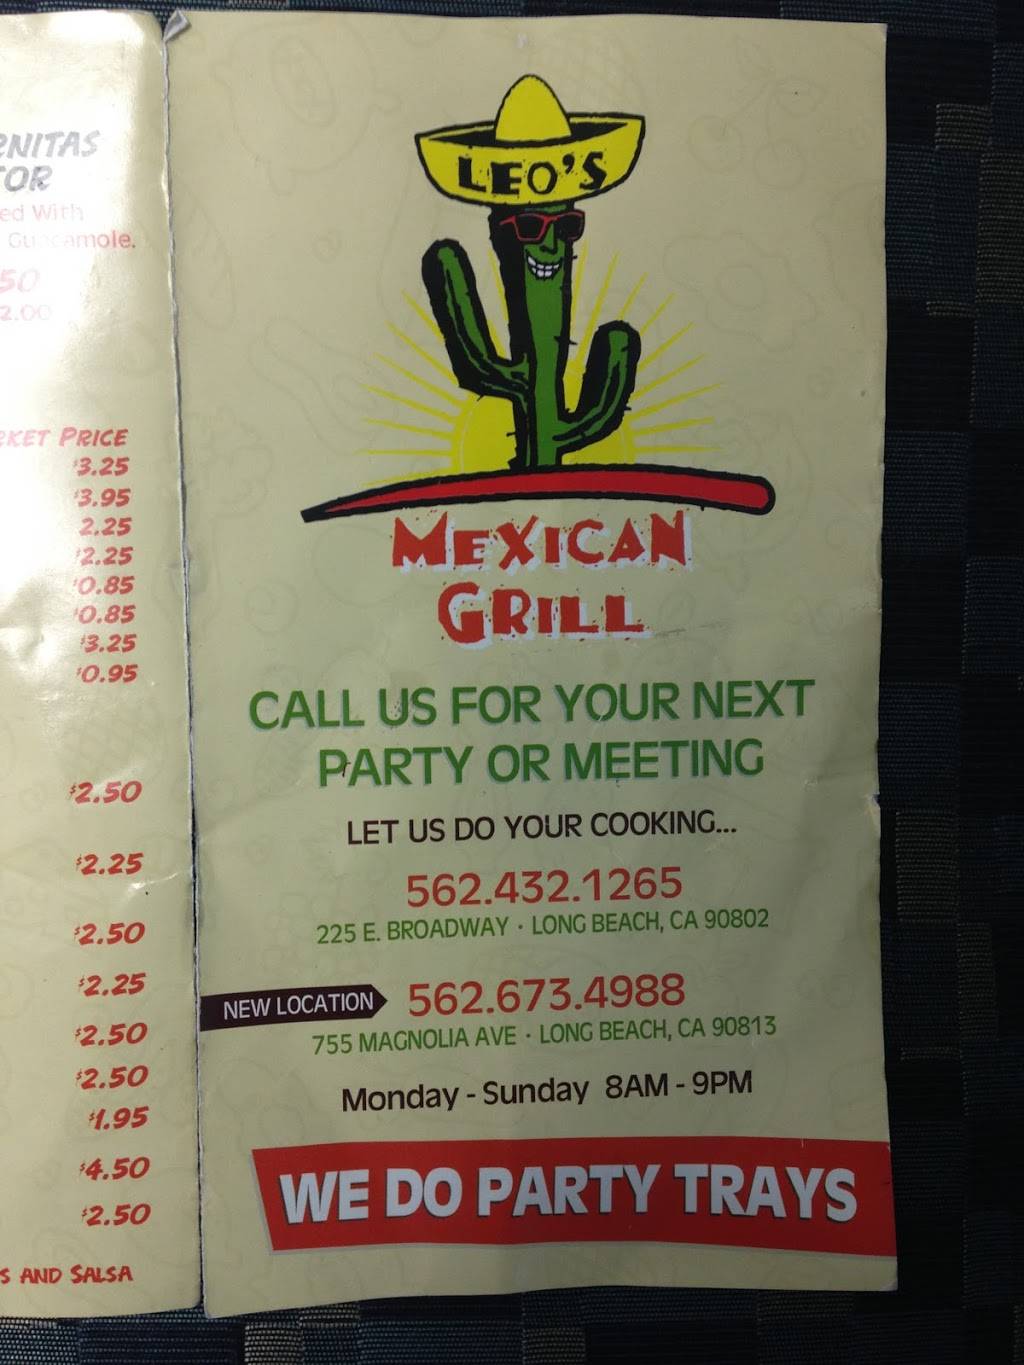 ed With
Guacamole.
50
2.00
PRICE
$3.25
$3.95
2.25
$2.25
$0.85
$0.85
$3.25
$0.95
$2.50
$2.25
$2.50
$2.25
$2.50
$2.50
$1.95
$4.50
$2.50
AND SALSA
LEO'S
MEXICAN
GRILL
CALL US FOR YOUR NEXT
PARTY OR MEETING
LET US DO YOUR COOKING...
562.432.1265
225 E. BROADWAY · LONG BEACH, CA 90802
NEW LOCATION 562.673.4988
755 MAGNOLIA AVE · LONG BEACH, CA 90813
Monday - Sunday 8AM - 9PM
WE DO PARTY TRAYS